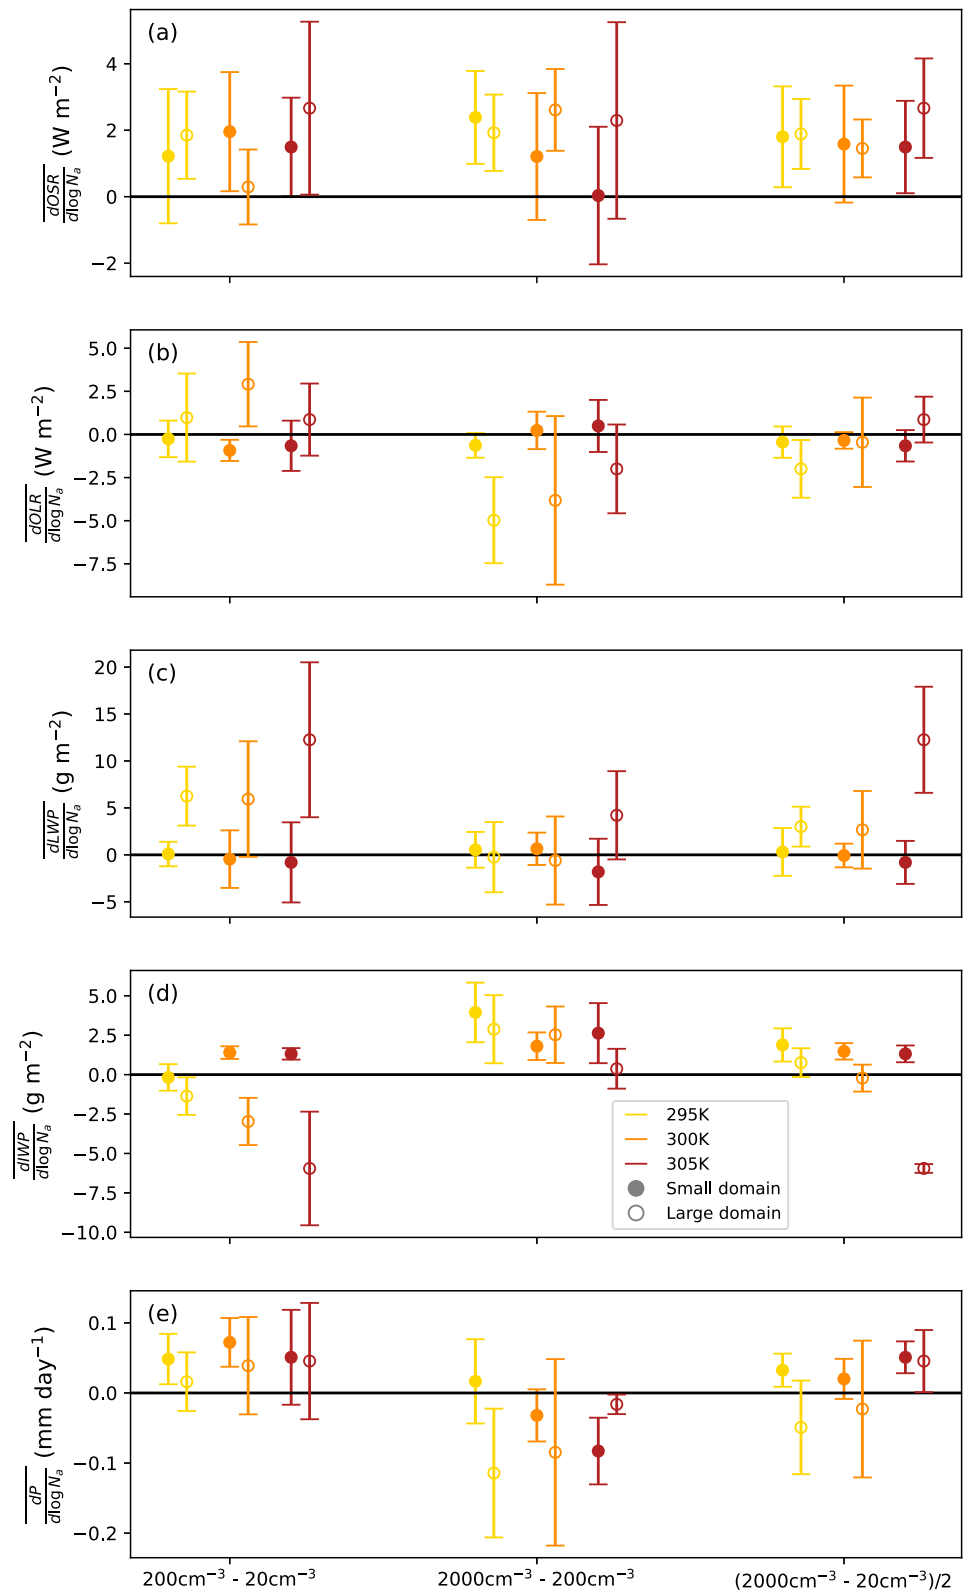 (a)
4
2
0
−2
dOSR
dlog Nₐ (W m⁻²)
(b)
5.0
2.5
0.0
−2.5
−5.0
−7.5
dOLR
dlog Nₐ (W m⁻²)
(c)
20
15
10
5
0
−5
dLWP
dlog Nₐ (g m⁻²)
(d)
5.0
2.5
0.0
−2.5
−5.0
−7.5
−10.0
dIWP
dlog Nₐ (g m⁻²)
295K
300K
305K
Small domain
Large domain
(e)
0.1
0.0
−0.1
−0.2
dP
dlog Nₐ (mm day⁻¹)
200cm⁻³ - 20cm⁻³
2000cm⁻³ - 200cm⁻³
(2000cm⁻³ - 20cm⁻³)/2